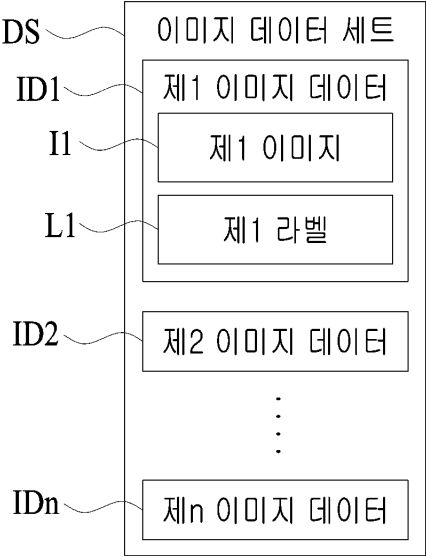 DS 이미지 데이터 세트
ID1 제1 이미지 데이터
I1 제1 이미지
L1 제1 라벨
ID2 제2 이미지 데이터
IDn 제n 이미지 데이터